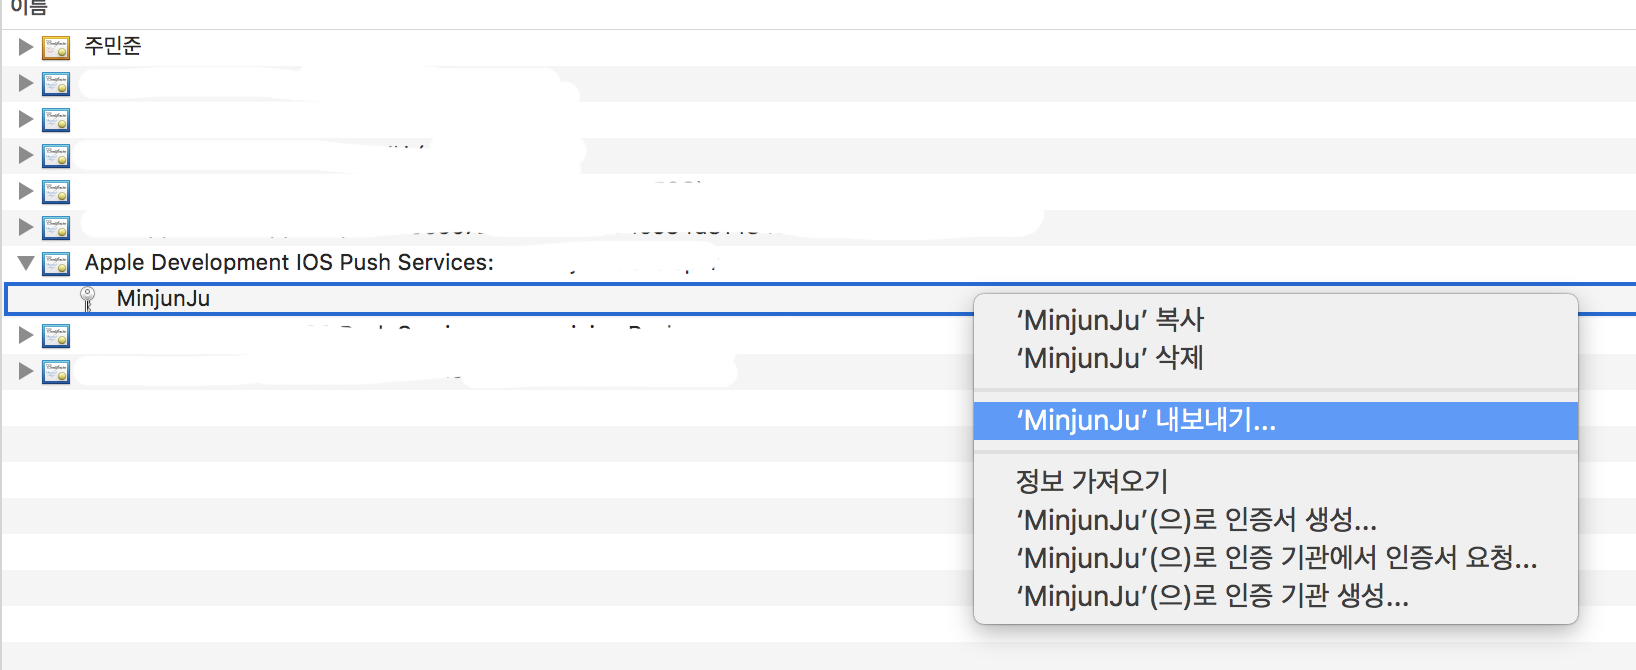 이름
주민준
Apple Development IOS Push Services:
MinjunJu
‘MinjunJu’ 복사
‘MinjunJu’ 삭제
‘MinjunJu’ 내보내기...
정보 가져오기
‘MinjunJu’(으)로 인증서 생성...
‘MinjunJu’(으)로 인증 기관에서 인증서 요청...
‘MinjunJu’(으)로 인증 기관 생성...